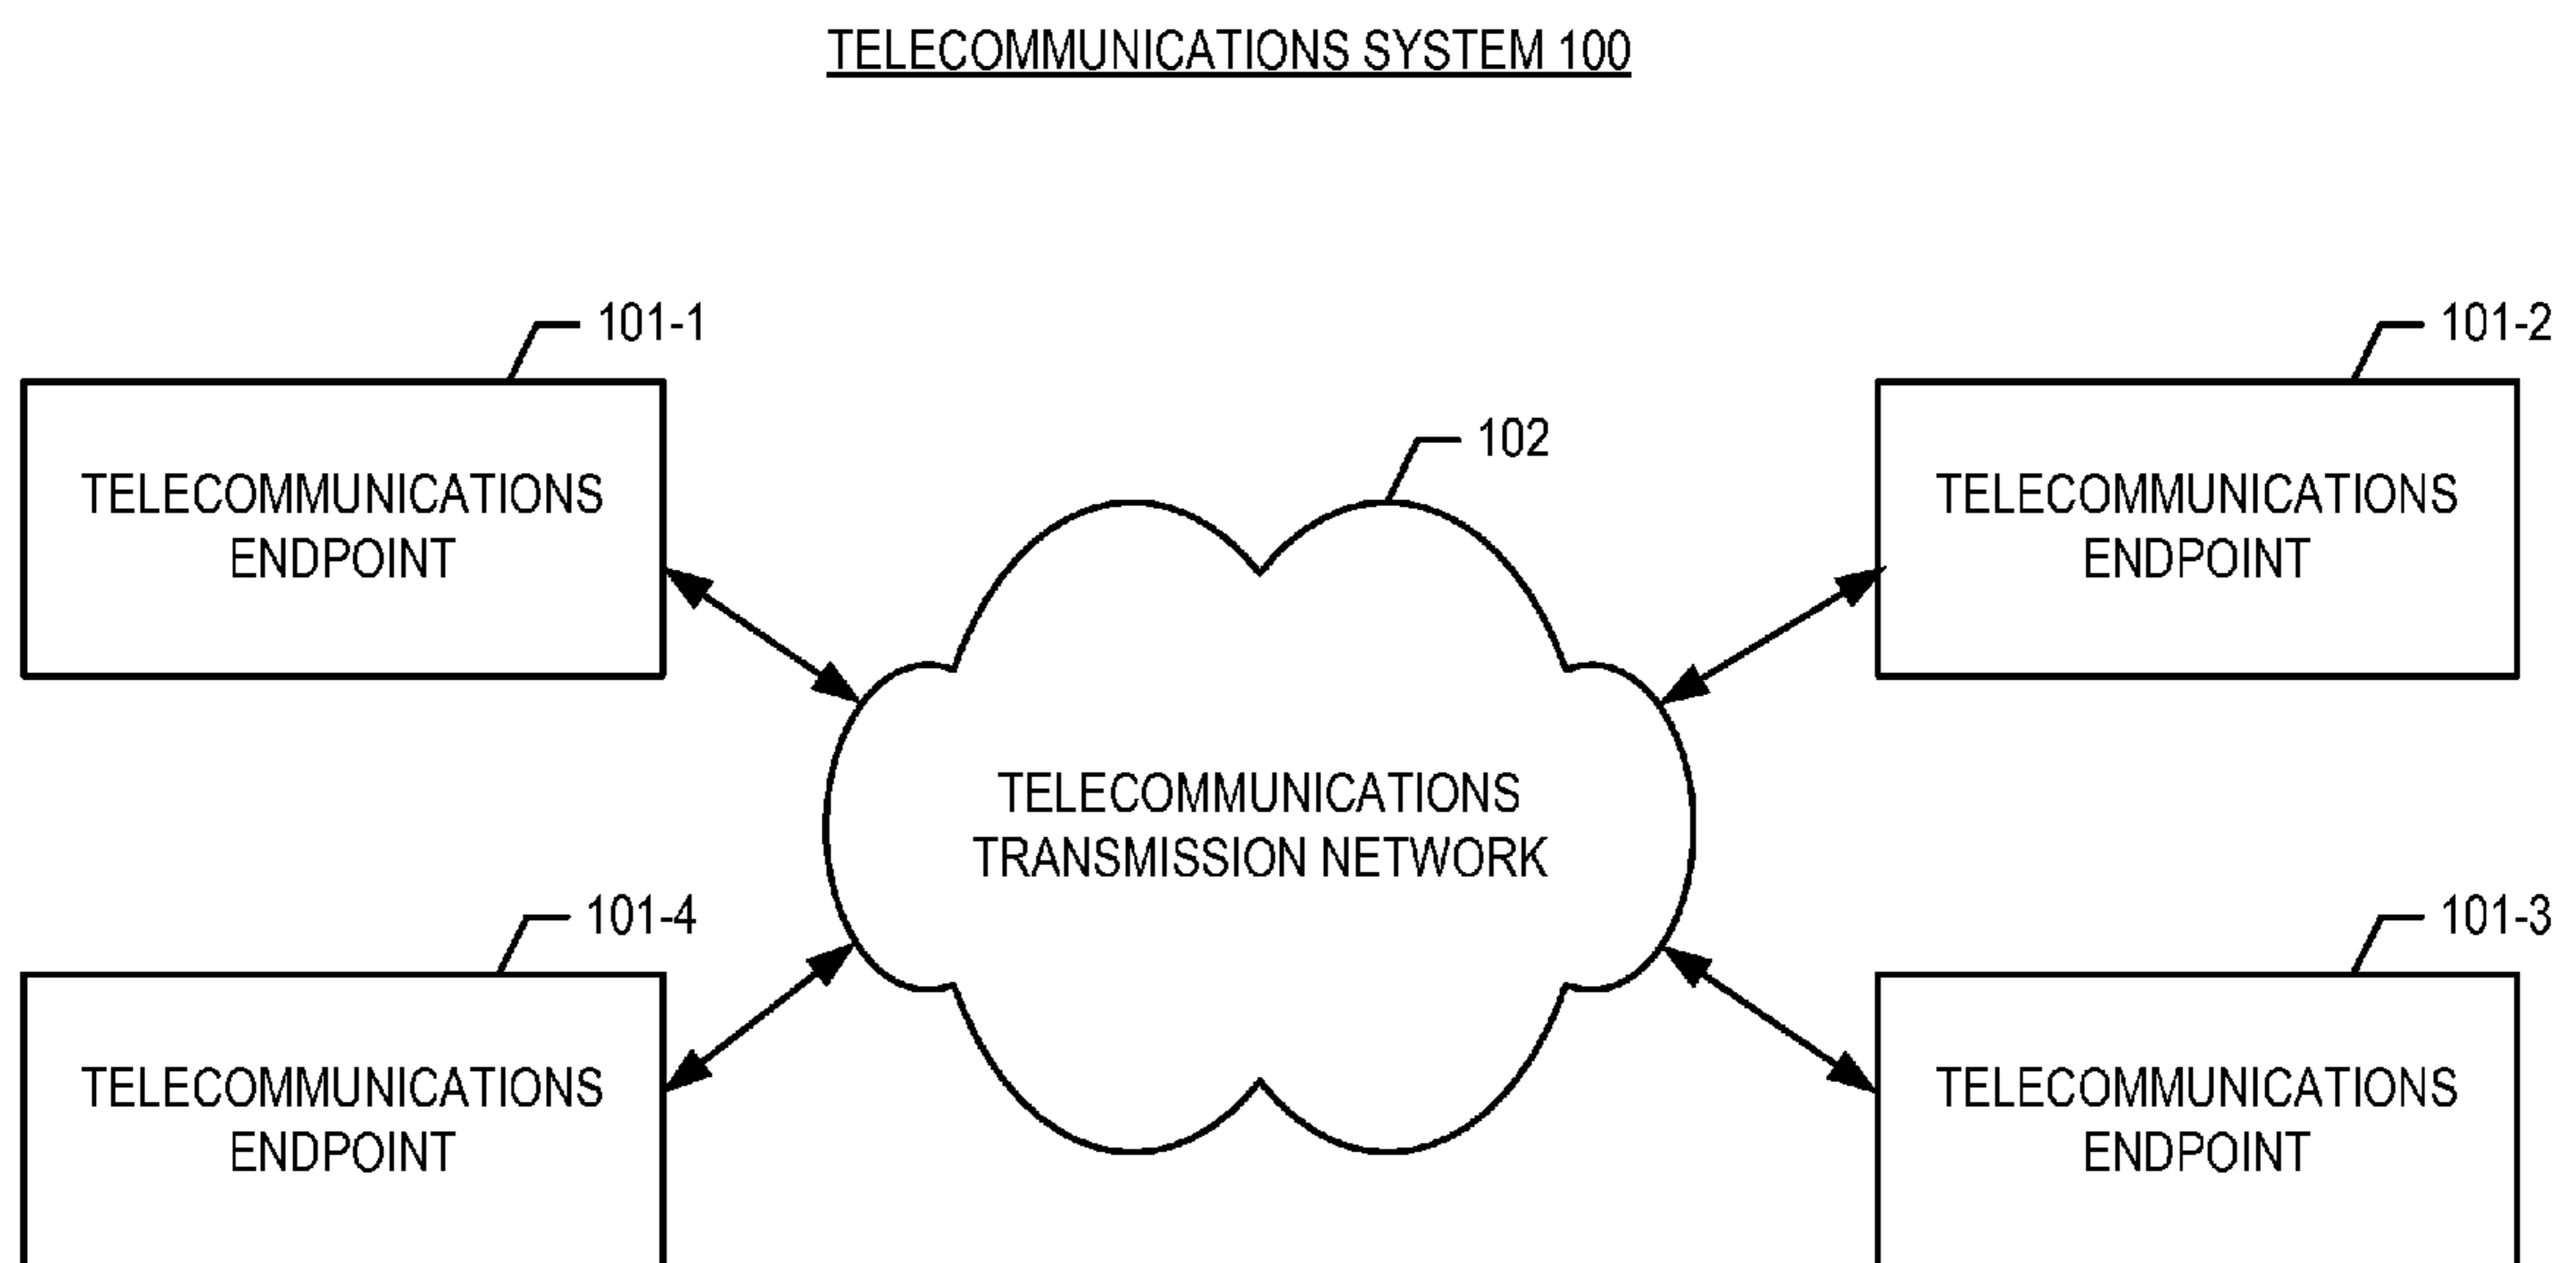 TELECOMMUNICATIONS SYSTEM 100
101-1
101-2
TELECOMMUNICATIONS
ENDPOINT
102
TELECOMMUNICATIONS
ENDPOINT
TELECOMMUNICATIONS
TRANSMISSION NETWORK
101-4
101-3
TELECOMMUNICATIONS
ENDPOINT
TELECOMMUNICATIONS
ENDPOINT